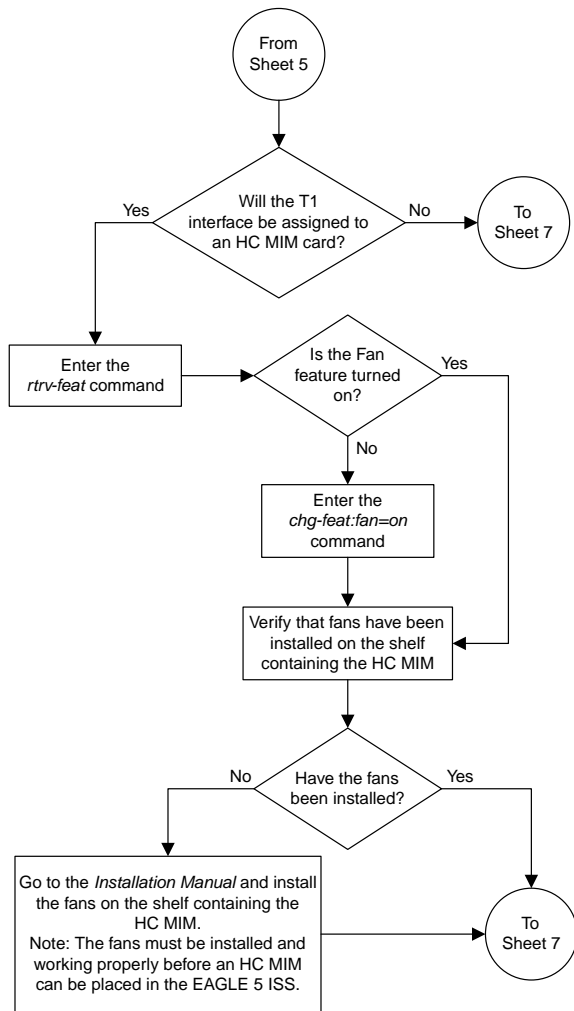 From
Sheet 5
Will the T1
interface be assigned to
an HC MIM card?
Yes
No
To
Sheet 7
Enter the
rtrv-feat command
Is the Fan
feature turned
on?
Yes
No
Enter the
chg-feat:fan=on
command
Verify that fans have been
installed on the shelf
containing the HC MIM
Have the fans
been installed?
No
Yes
Go to the Installation Manual and install
the fans on the shelf containing the
HC MIM.
Note: The fans must be installed and
working properly before an HC MIM
can be placed in the EAGLE 5 ISS.
To
Sheet 7